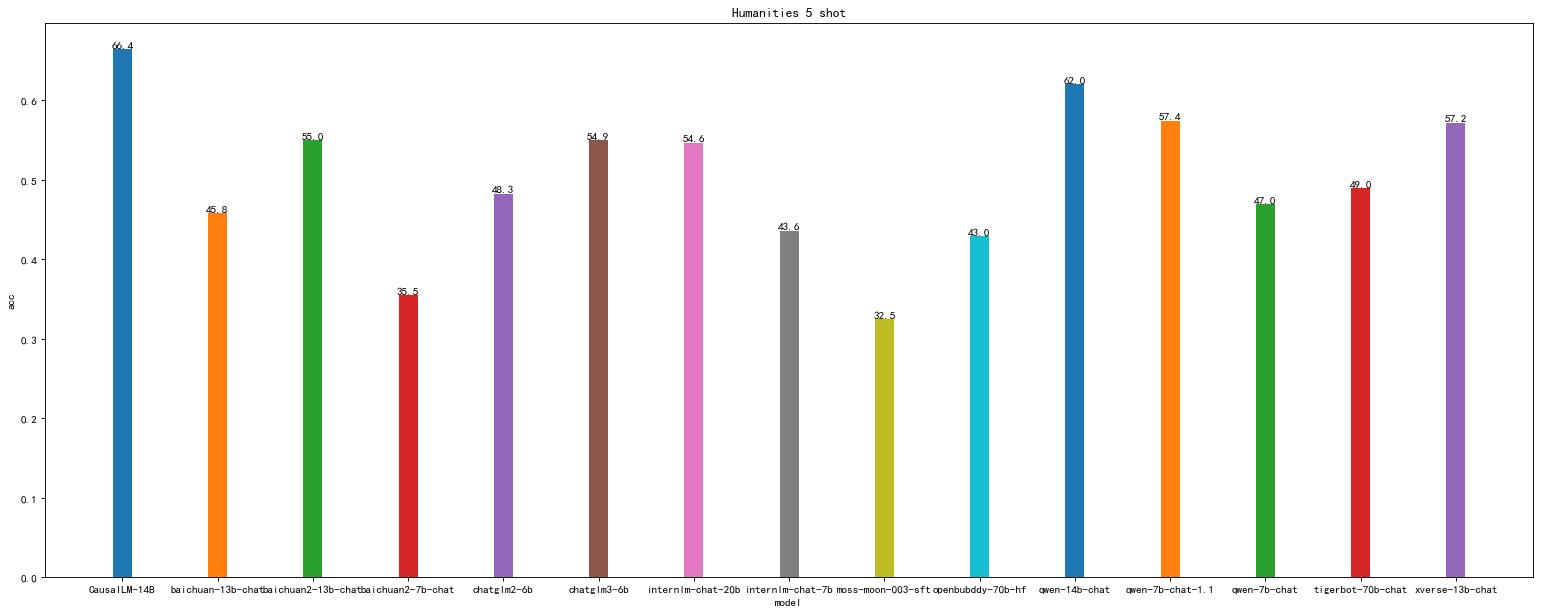 Humanities 5 shot
66.4
45.8
55.0
35.5
48.3
54.9
54.6
43.6
32.5
43.0
62.0
57.4
47.0
49.0
57.2
acc
0.6
0.5
0.4
0.3
0.2
0.1
0.0
CausalLM-14B
baichuan-13b-chat
baichuan2-13b-chat
baichuan2-7b-chat
chatglm2-6b
chatglm3-6b
internlm-chat-20b
internlm-chat-7b
moss-moon-003-sft
openbubddy-70b-hf
qwen-14b-chat
qwen-7b-chat-1.1
qwen-7b-chat
tigerbot-70b-chat
xverse-13b-chat
model